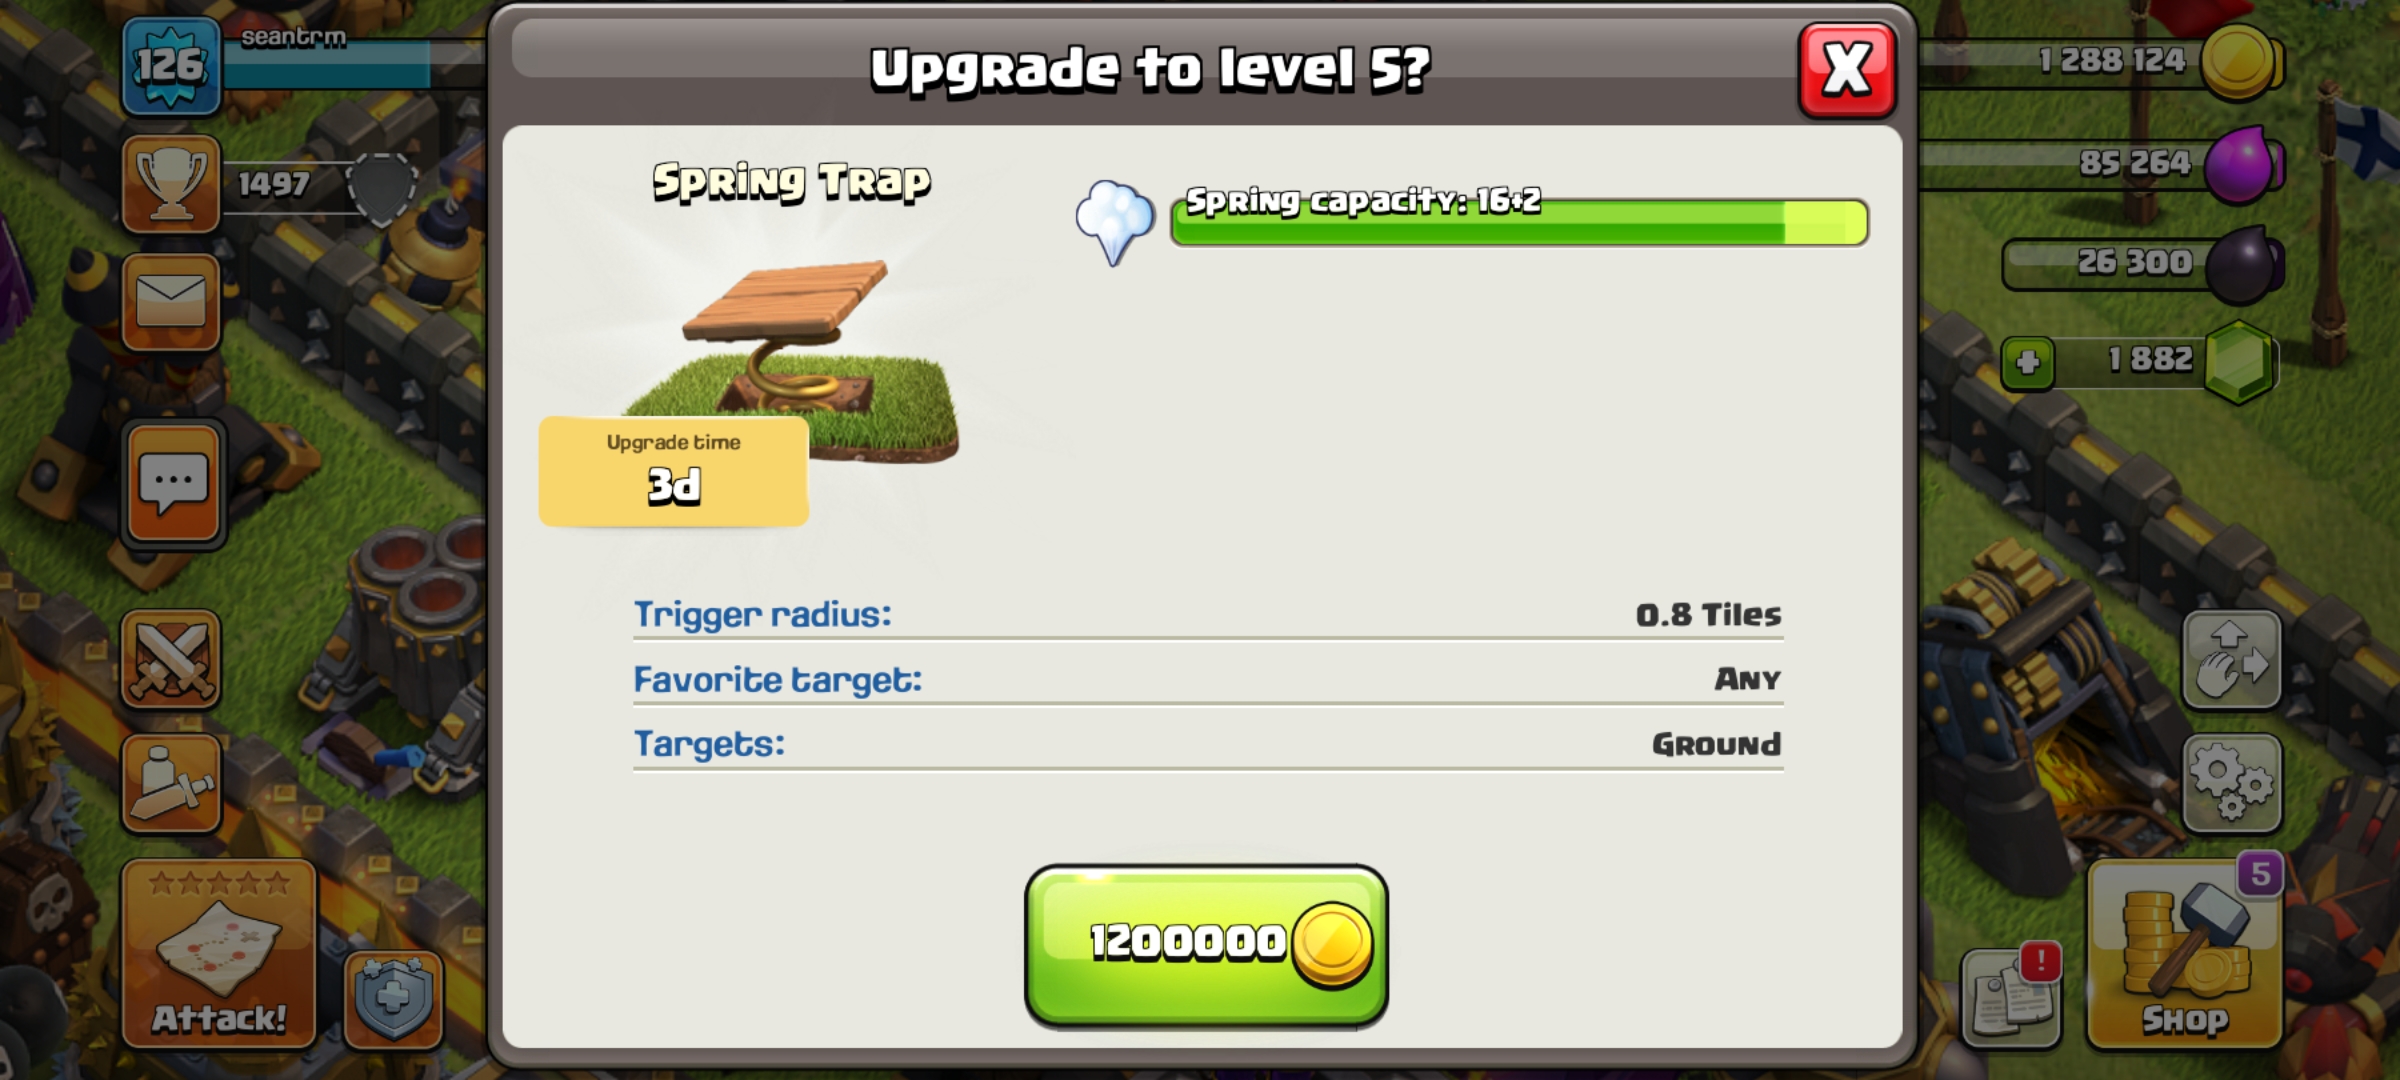 126
seantrm
Upgrade to level 5?
X
1 288 124
1497
Spring Trap
Spring capacity: 16+2
85 264
26 300
1 882
Upgrade time
3d
Trigger radius:
0.8 Tiles
Favorite target:
Any
Targets:
Ground
1200000
Attack!
5
!
Shop